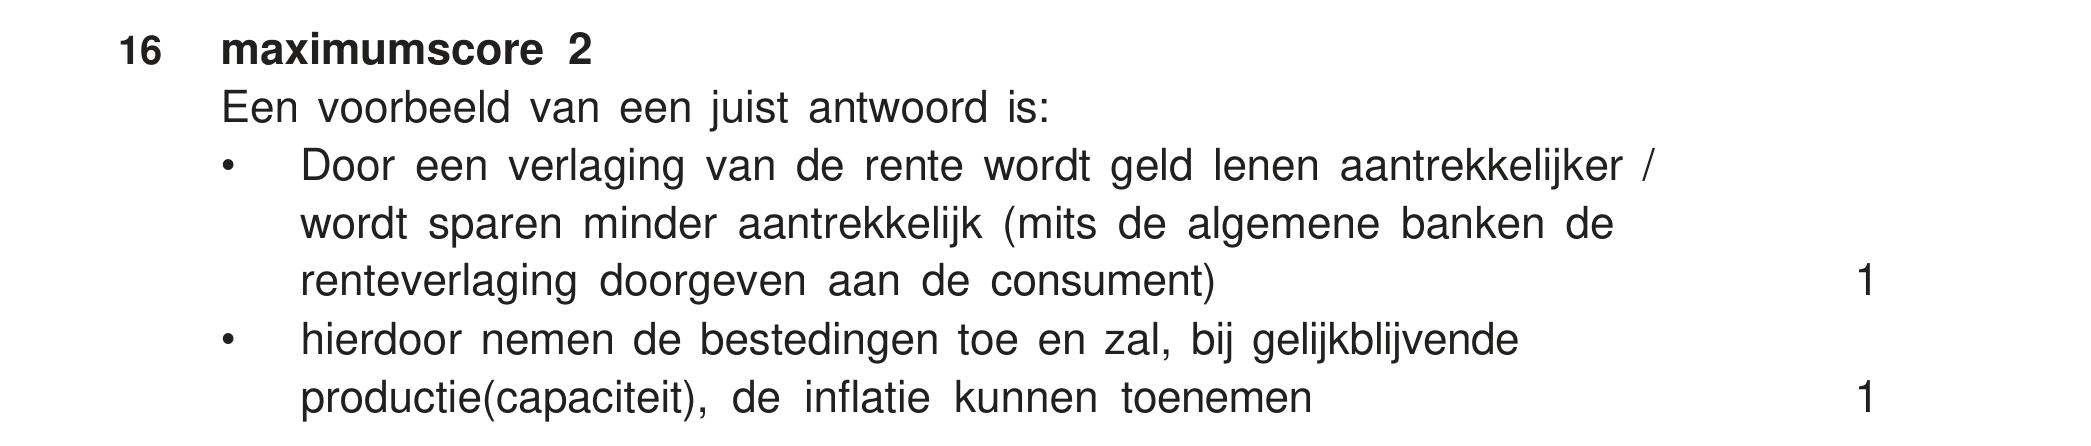 16 maximumscore 2
Een voorbeeld van een juist antwoord is:
• Door een verlaging van de rente wordt geld lenen aantrekkelijker /
wordt sparen minder aantrekkelijk (mits de algemene banken de
renteverlaging doorgeven aan de consument) 1
• hierdoor nemen de bestedingen toe en zal, bij gelijkblijvende
productie(capaciteit), de inflatie kunnen toenemen 1